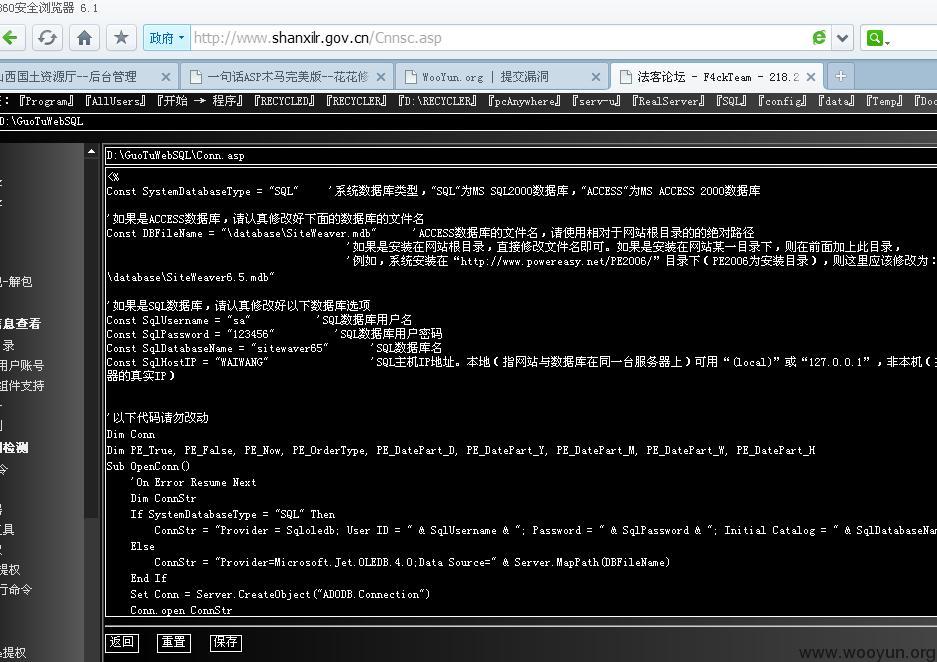 360安全浏览器 6.1
政府 http://www.shanxilr.gov.cn/Cnnsc.asp
山西国土资源厅--后台管理 一句话ASP木马完美版--花花修 WooYun.org | 提交漏洞 法客论坛 - F4ckTeam - 218.2
：『Program』『AllUsers』『开始 → 程序』『RECYCLED』『RECYCLER』『D:\RECYCLER』『pcAnywhere』『serv-u』『RealServer』『SQL』『config』『data』『Temp』『Doc
D:\GuoTuWebSQL
D:\GuoTuWebSQL\Conn.asp
<%
Const SystemDatabaseType = "SQL" '系统数据库类型，"SQL"为MS SQL2000数据库，"ACCESS"为MS ACCESS 2000数据库
'如果是ACCESS数据库，请认真修改好下面的数据库的文件名
Const DBFileName = "\database\SiteWeaver.mdb" 'ACCESS数据库的文件名，请使用相对于网站根目录的的绝对路径
'如果是安装在网站根目录，直接修改文件名即可。如果是安装在网站某一目录下，则在前面加上此目录，
'例如，系统安装在“http://www.powereasy.net/PE2006/”目录下（PE2006为安装目录），则这里应该修改为：
\database\SiteWeaver6.5.mdb"
'如果是SQL数据库，请认真修改好以下数据库选项
Const SqlUsername = "sa" 'SQL数据库用户名
Const SqlPassword = "123456" 'SQL数据库用户密码
Const SqlDatabaseName = "sitewaver65" 'SQL数据库名
Const SqlHostIP = "WAIWANG" 'SQL主机IP地址。本地（指网站与数据库在同一台服务器上）可用“(local)”或“127.0.0.1”，非本机（
器的真实IP）
'以下代码请勿改动
Dim Conn
Dim PE_True, PE_False, PE_Now, PE_OrderType, PE_DatePart_D, PE_DatePart_Y, PE_DatePart_M, PE_DatePart_W, PE_DatePart_H
Sub OpenConn()
'On Error Resume Next
Dim ConnStr
If SystemDatabaseType = "SQL" Then
ConnStr = "Provider = Sqloledb; User ID = " & SqlUsername & "; Password = " & SqlPassword & "; Initial Catalog = " & SqlDatabaseNam
Else
ConnStr = "Provider=Microsoft.Jet.OLEDB.4.0;Data Source=" & Server.MapPath(DBFileName)
End If
Set Conn = Server.CreateObject("ADODB.Connection")
Conn.open ConnStr
-解包
息查看
录
用户账号
组件支持
检测
令
工具
提权
行命令
提权
返回 重置 保存
www.wooyun.org